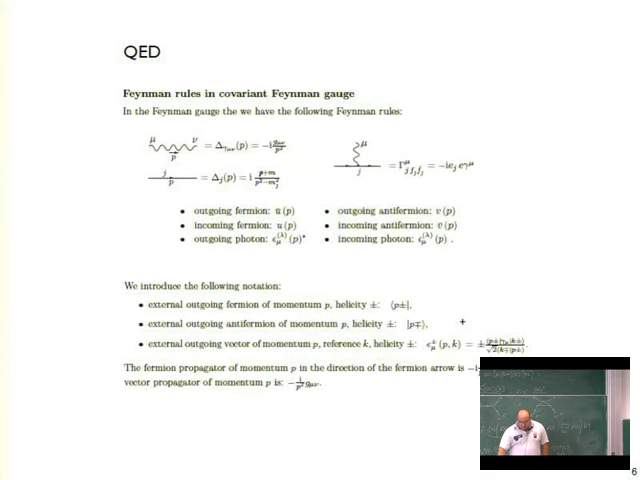 QED
Feynman rules in covariant Feynman gauge
In the Feynman gauge the we have the following Feynman rules:
μ ν = Δ_{γμν}(p) = −i g_{μν}/p²
p
μ
j = Γ^μ_{j f_j f̄_j} = −ie_j eγ^μ
j p = Δ_j(p) = i (p̸+m)/(p²−m_j²)
• outgoing fermion: ū(p) • outgoing antifermion: v(p)
• incoming fermion: u(p) • incoming antifermion: v̄(p)
• outgoing photon: ϵ_μ^{(λ)}(p)* • incoming photon: ϵ_μ^{(λ)}(p) .
We introduce the following notation:
• external outgoing fermion of momentum p, helicity ±: ⟨p±|,
• external outgoing antifermion of momentum p, helicity ±: |p∓⟩,
• external outgoing vector of momentum p, reference k, helicity ±: ϵ_μ^±(p, k) = ± ⟨p±|γ_μ|k±⟩/√2⟨k∓|p±⟩.
The fermion propagator of momentum p in the direction of the fermion arrow is
vector propagator of momentum p is: −i/p² g_{μν}.
6